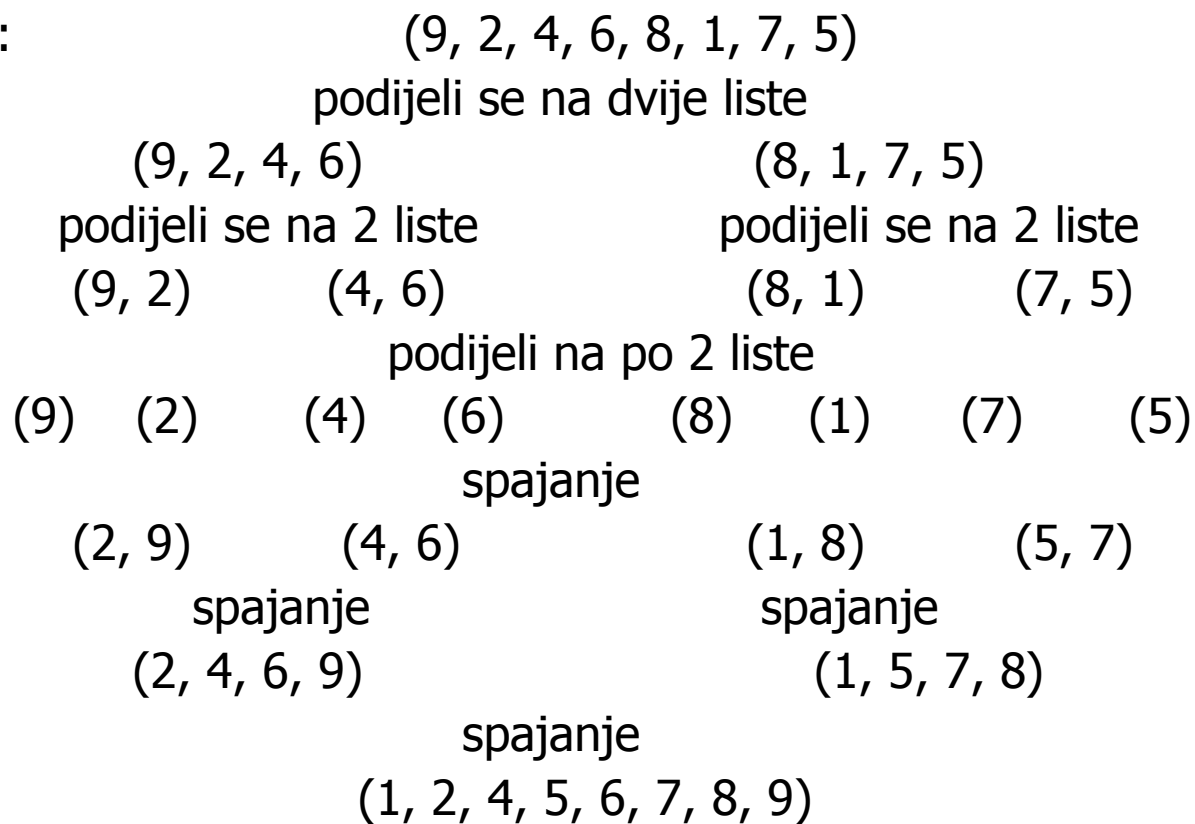 : (9, 2, 4, 6, 8, 1, 7, 5)
podijeli se na dvije liste
(9, 2, 4, 6) (8, 1, 7, 5)
podijeli se na 2 liste podijeli se na 2 liste
(9, 2) (4, 6) (8, 1) (7, 5)
podijeli na po 2 liste
(9) (2) (4) (6) (8) (1) (7) (5)
spajanje
(2, 9) (4, 6) (1, 8) (5, 7)
spajanje spajanje
(2, 4, 6, 9) (1, 5, 7, 8)
spajanje
(1, 2, 4, 5, 6, 7, 8, 9)